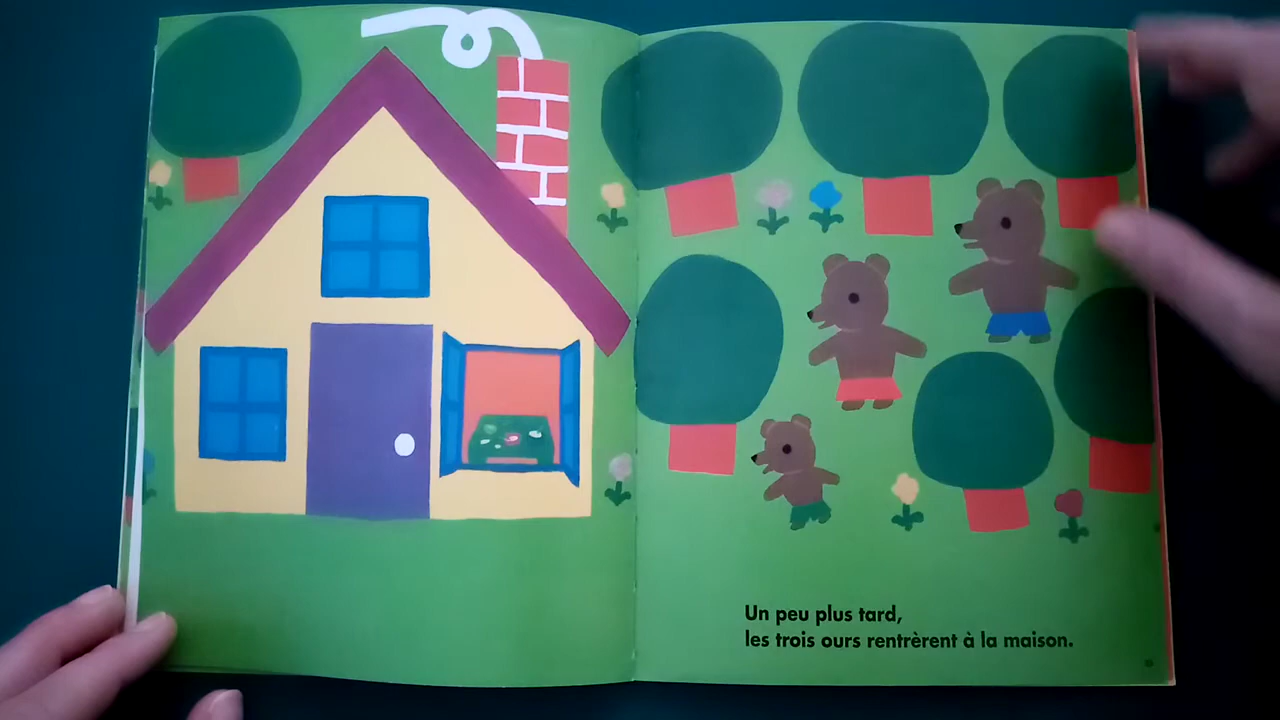 Un peu plus tard,
les trois ours rentrèrent à la maison.